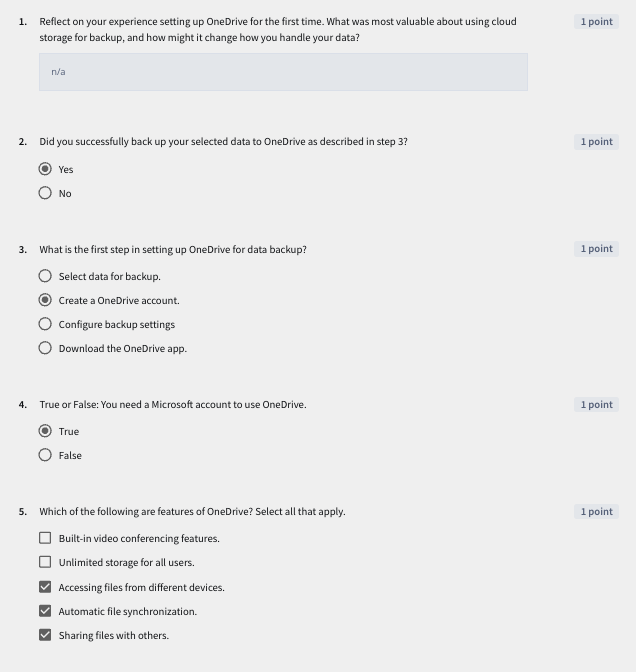 1. Reflect on your experience setting up OneDrive for the first time. What was most valuable about using cloud 1 point
storage for backup, and how might it change how you handle your data?
n/a
2. Did you successfully back up your selected data to OneDrive as described in step 3? 1 point
Yes
No
3. What is the first step in setting up OneDrive for data backup? 1 point
Select data for backup.
Create a OneDrive account.
Configure backup settings
Download the OneDrive app.
4. True or False: You need a Microsoft account to use OneDrive. 1 point
True
False
5. Which of the following are features of OneDrive? Select all that apply. 1 point
Built-in video conferencing features.
Unlimited storage for all users.
Accessing files from different devices.
Automatic file synchronization.
Sharing files with others.